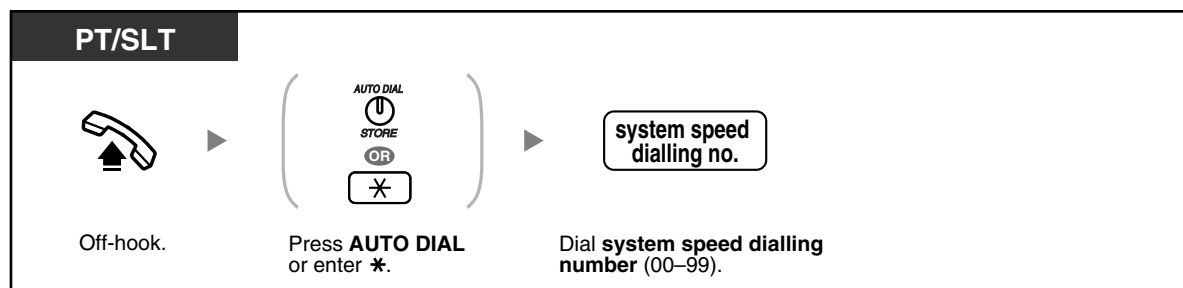 PT/SLT
AUTO DIAL
STORE
OR
system speed
dialling no.
Off-hook.
Press AUTO DIAL
or enter *.
Dial system speed dialling
number (00–99).